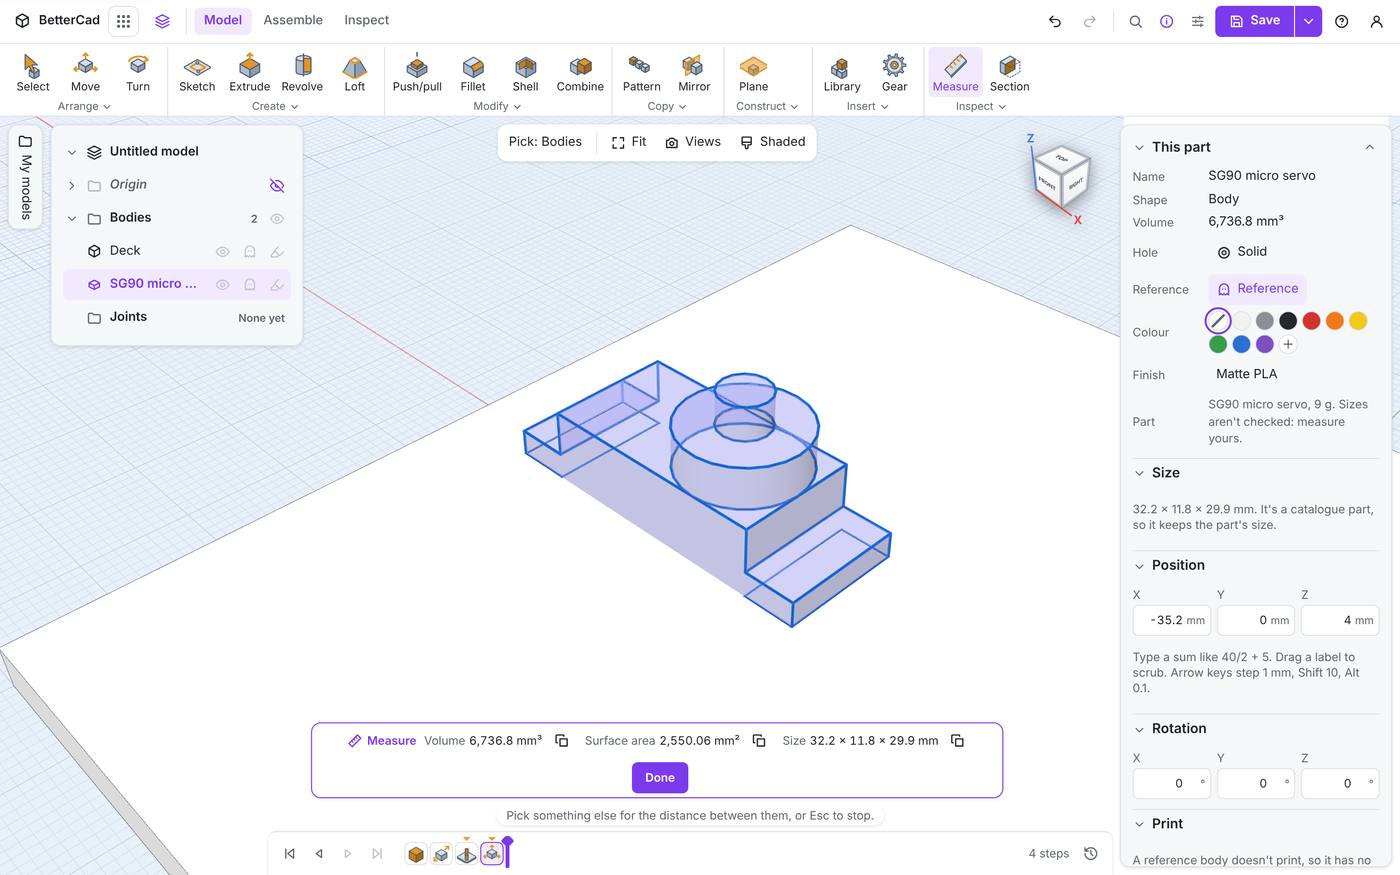 BetterCad
Model
Assemble
Inspect
Save
Select
Move
Turn
Sketch
Extrude
Revolve
Loft
Push/pull
Fillet
Shell
Combine
Pattern
Mirror
Plane
Library
Gear
Measure
Section
Arrange
Create
Modify
Copy
Construct
Insert
Inspect
My models
Untitled model
Origin
Bodies 2
Deck
SG90 micro ...
Joints None yet
Pick: Bodies
Fit
Views
Shaded
Z
TOP
FRONT
RIGHT
X
This part
Name SG90 micro servo
Shape Body
Volume 6,736.8 mm³
Hole Solid
Reference Reference
Colour
Finish Matte PLA
Part SG90 micro servo, 9 g. Sizes
aren't checked: measure
yours.
Size
32.2 × 11.8 × 29.9 mm. It's a catalogue part,
so it keeps the part's size.
Position
X Y Z
-35.2 mm 0 mm 4 mm
Type a sum like 40/2 + 5. Drag a label to
scrub. Arrow keys step 1 mm, Shift 10, Alt
0.1.
Rotation
X Y Z
0 ° 0 ° 0 °
Print
A reference body doesn't print, so it has no
Measure Volume 6,736.8 mm³ Surface area 2,550.06 mm² Size 32.2 × 11.8 × 29.9 mm
Done
Pick something else for the distance between them, or Esc to stop.
4 steps